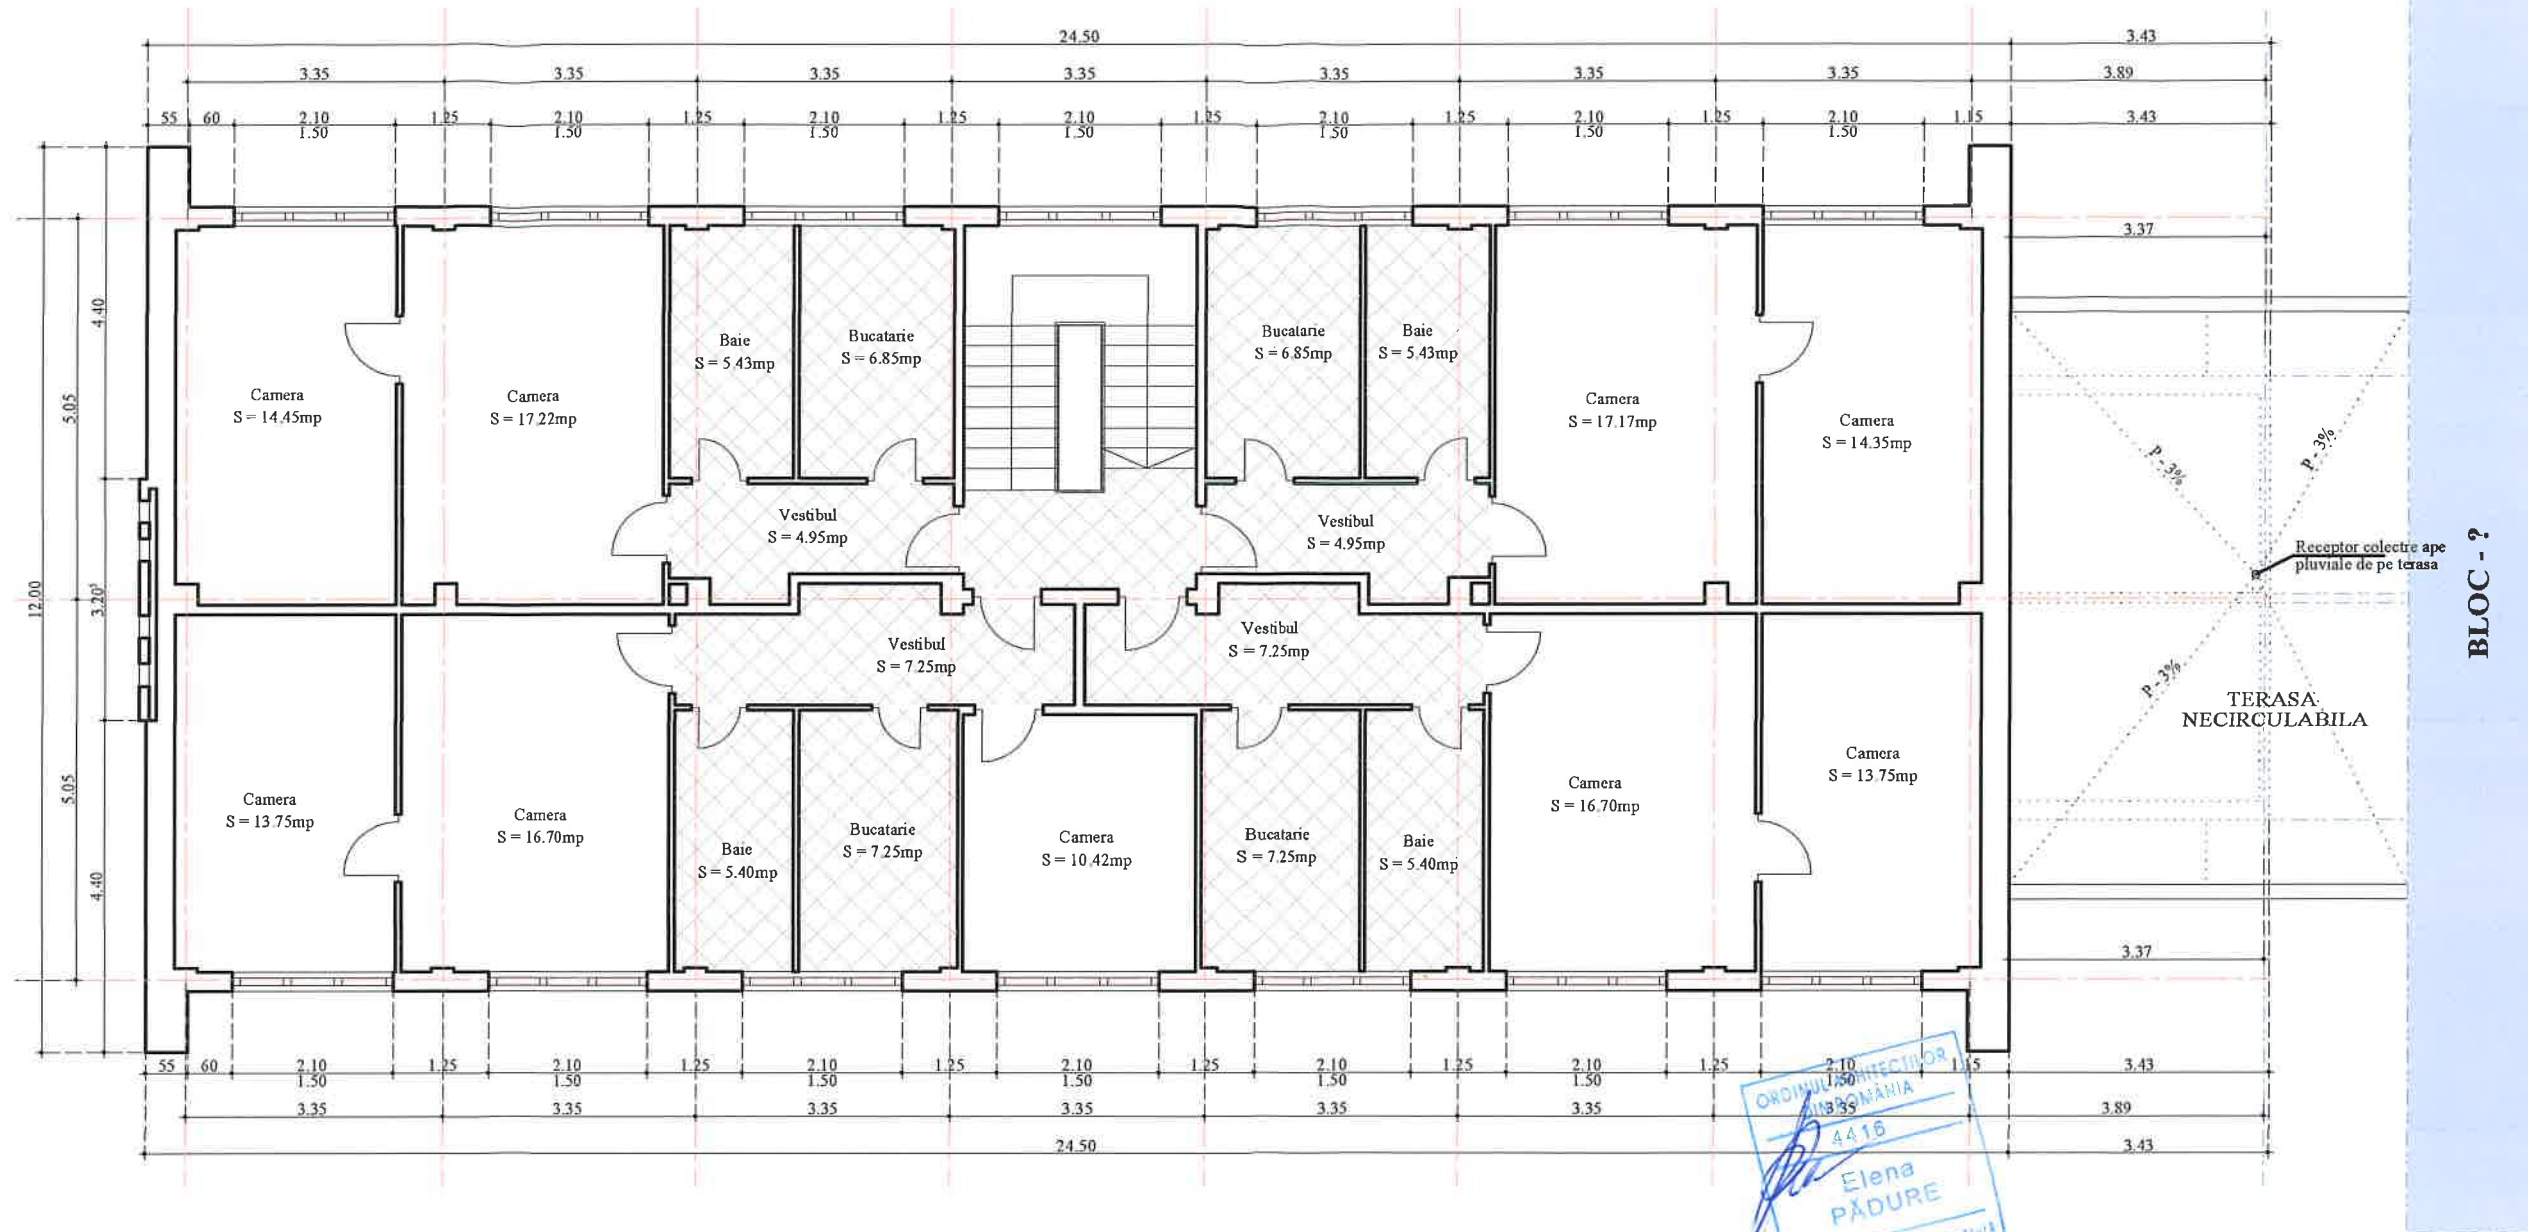 24.50
3.43
3.35
3.35
3.35
3.35
3.35
3.35
3.35
3.89
55
60
2.10
1.50
1.25
2.10
1.50
1.25
2.10
1.50
1.25
2.10
1.50
1.25
2.10
1.50
1.25
2.10
1.50
1.25
2.10
1.50
1.15
3.43
3.37
12.00
4.40
3.20⁵
4.40
5.05
5.05
Camera
S = 14.45mp
Camera
S = 17.22mp
Baie
S = 5.43mp
Bucatarie
S = 6.85mp
Bucatarie
S = 6.85mp
Baie
S = 5.43mp
Camera
S = 17.17mp
Camera
S = 14.35mp
Vestibul
S = 4.95mp
Vestibul
S = 4.95mp
Vestibul
S = 7.25mp
Vestibul
S = 7.25mp
Camera
S = 13.75mp
Camera
S = 16.70mp
Baie
S = 5.40mp
Bucatarie
S = 7.25mp
Camera
S = 10.42mp
Bucatarie
S = 7.25mp
Baie
S = 5.40mp
Camera
S = 16.70mp
Camera
S = 13.75mp
P - 3%
P - 3%
P - 3%
Receptor colectre ape
pluviale de pe terasa
TERASA
NECIRCULABILA
BLOC - ?
3.37
55
60
2.10
1.50
1.25
2.10
1.50
1.25
2.10
1.50
1.25
2.10
1.50
1.25
2.10
1.50
1.25
2.10
1.50
1.25
2.10
1.50
1.15
3.43
3.35
3.35
3.35
3.35
3.35
3.35
3.35
3.89
24.50
3.43
ORDINUL ARHITECȚILOR
DIN ROMÂNIA
4416
Elena
PĂDURE